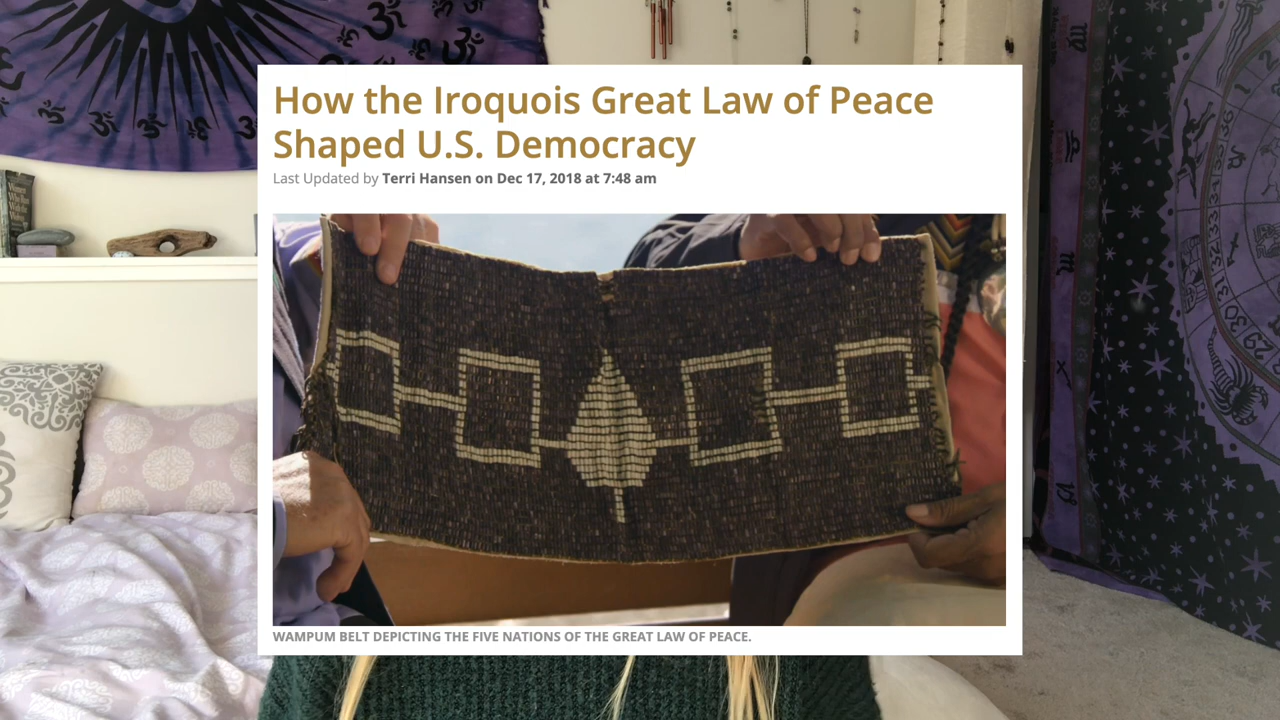 How the Iroquois Great Law of Peace
Shaped U.S. Democracy
Last Updated by Terri Hansen on Dec 17, 2018 at 7:48 am
WAMPUM BELT DEPICTING THE FIVE NATIONS OF THE GREAT LAW OF PEACE.